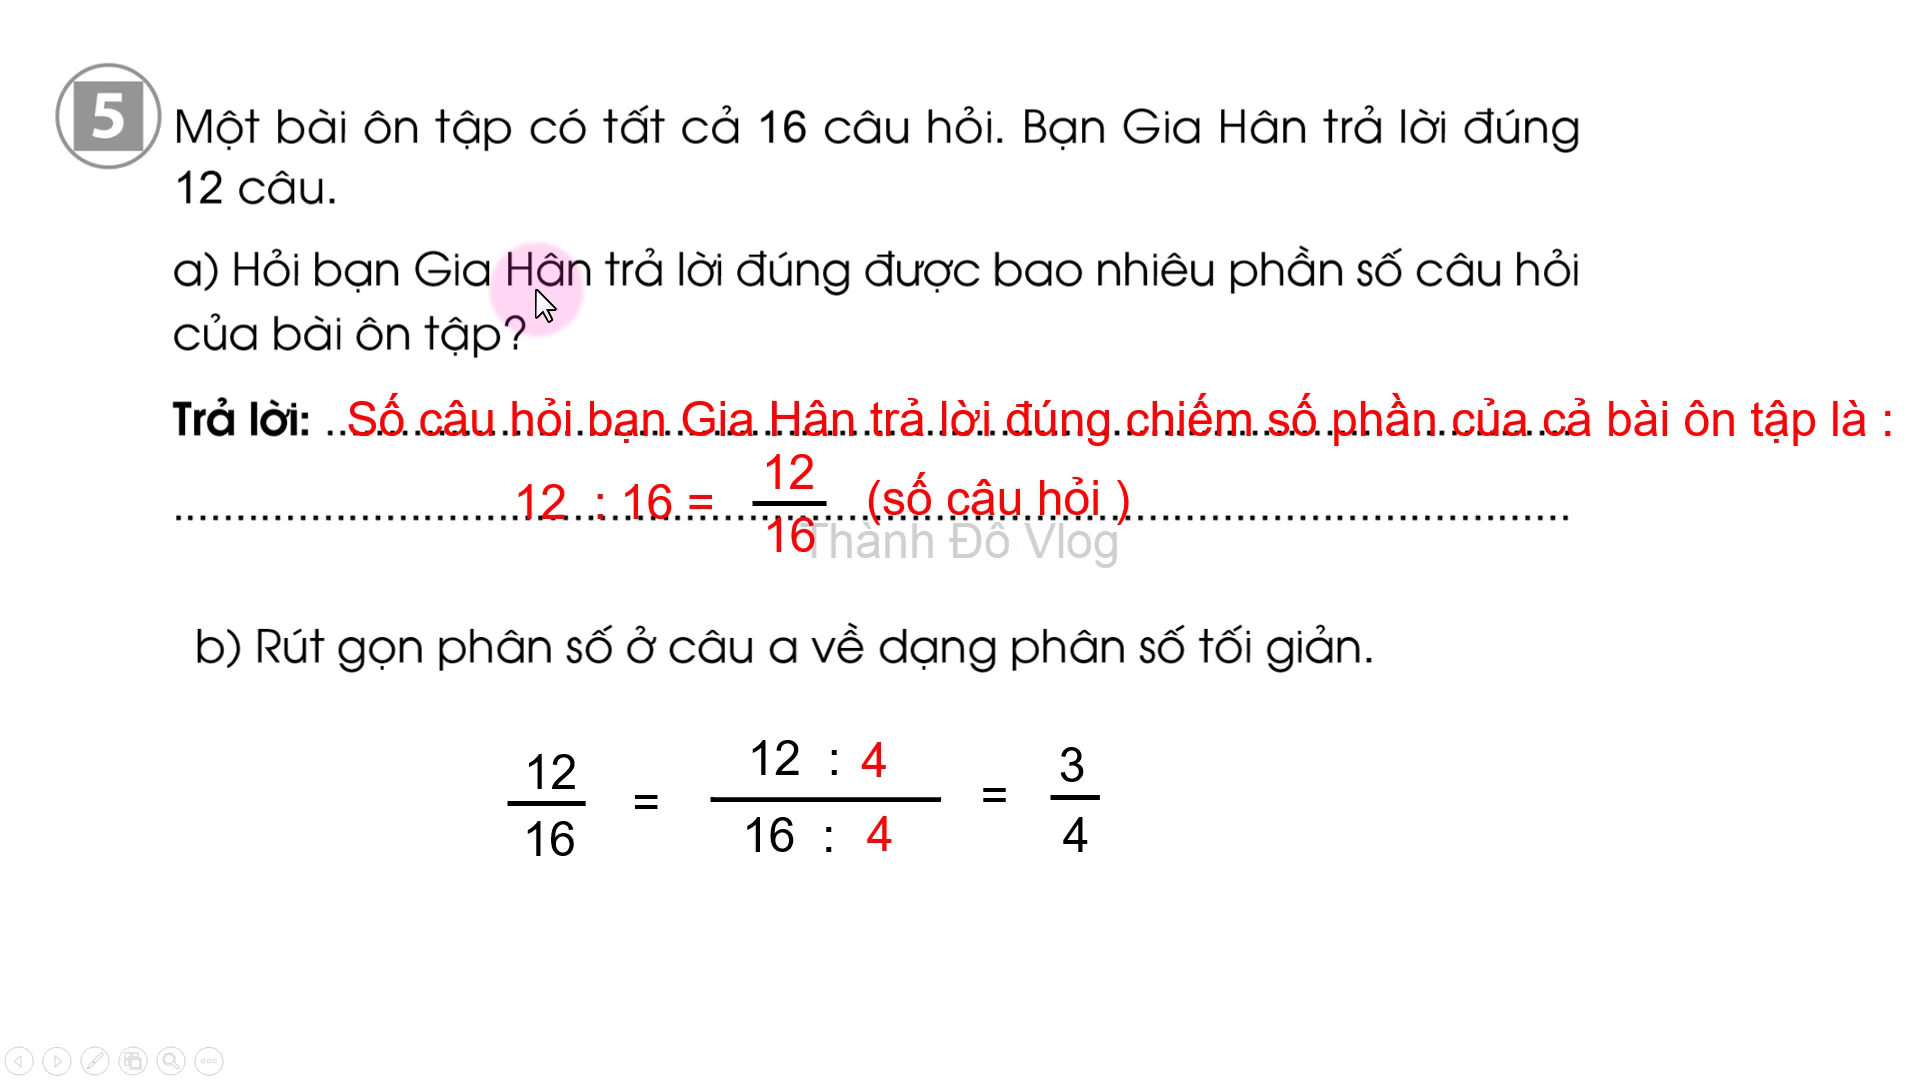 5
Một bài ôn tập có tất cả 16 câu hỏi. Bạn Gia Hân trả lời đúng
12 câu.
a) Hỏi bạn Gia Hân trả lời đúng được bao nhiêu phần số câu hỏi
của bài ôn tập?
Trả lời: Số câu hỏi bạn Gia Hân trả lời đúng chiếm số phần của cả bài ôn tập là :
12 : 16 = 12/16 (số câu hỏi )
Thành Đô Vlog
b) Rút gọn phân số ở câu a về dạng phân số tối giản.
12/16 = 12 : 4/16 : 4 = 3/4